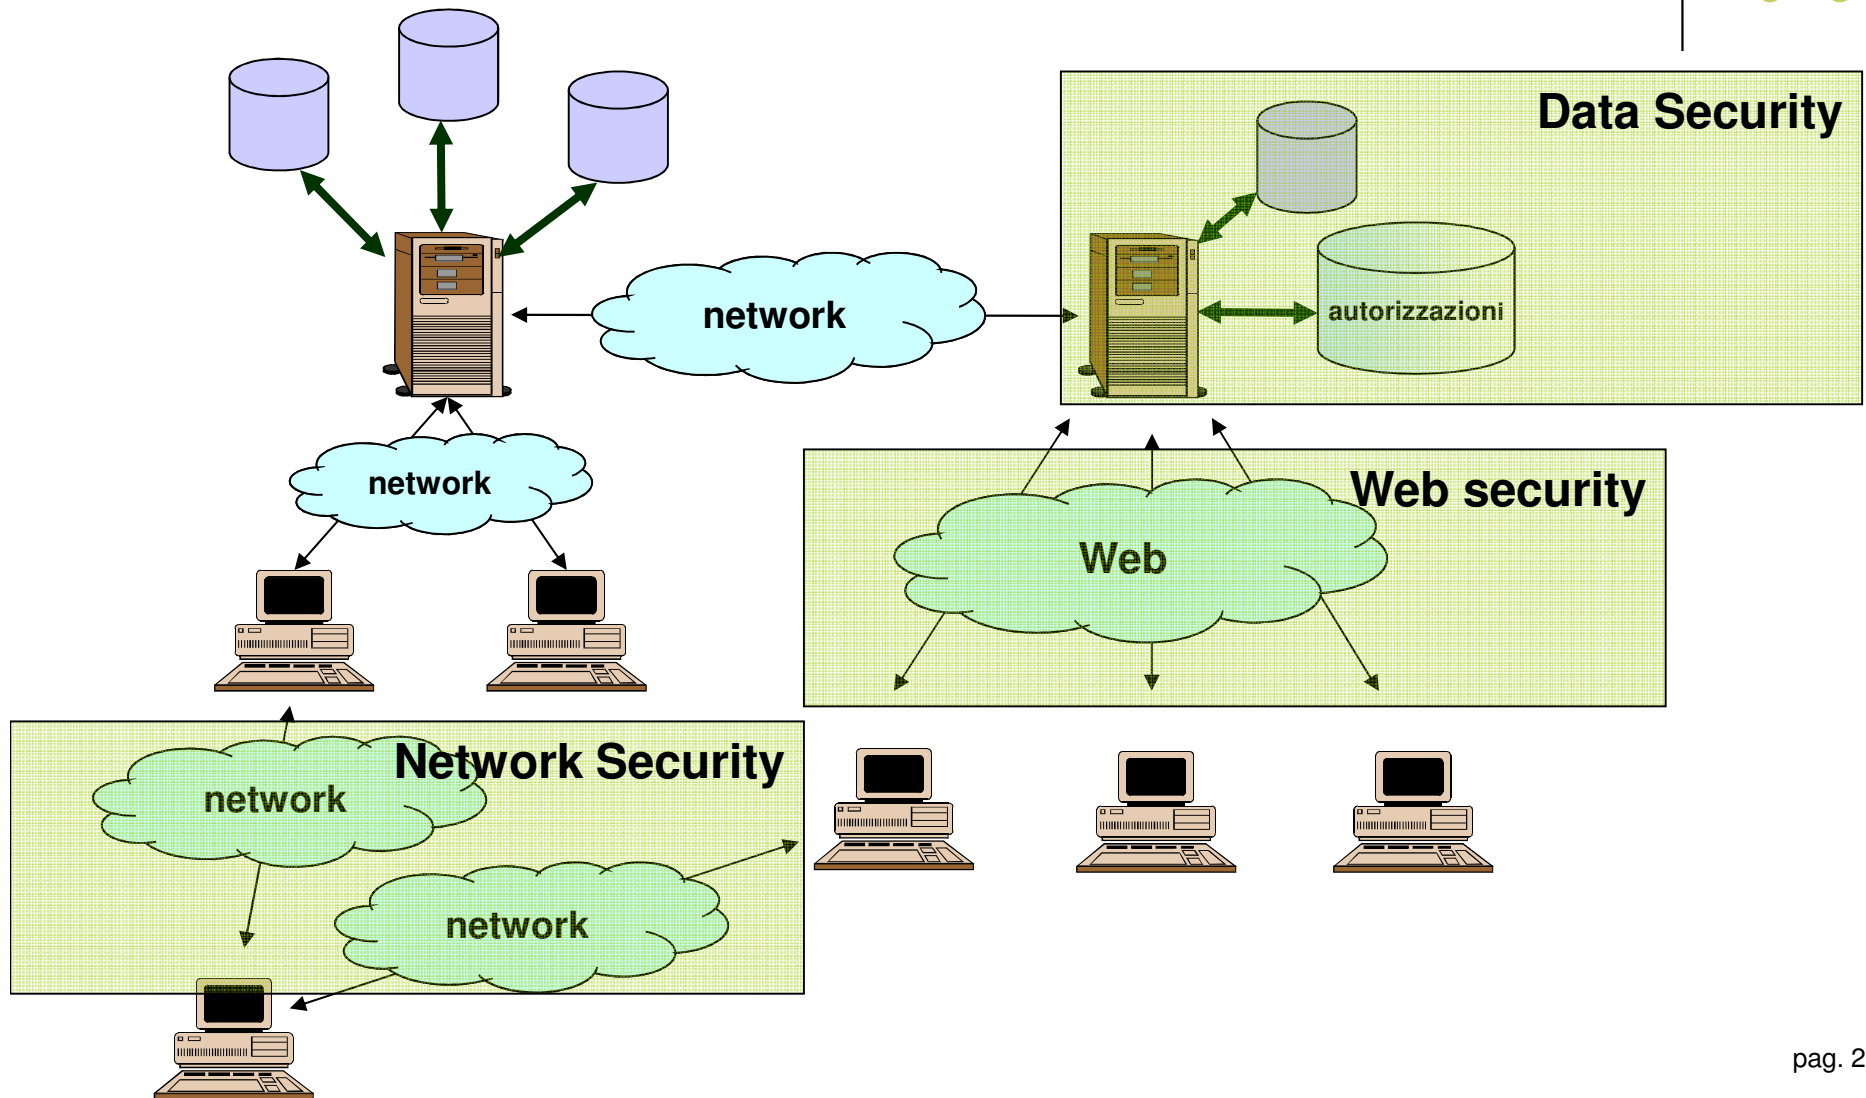 Data Security
autorizzazioni
network
network
Web security
Web
Network Security
network
network
pag. 2